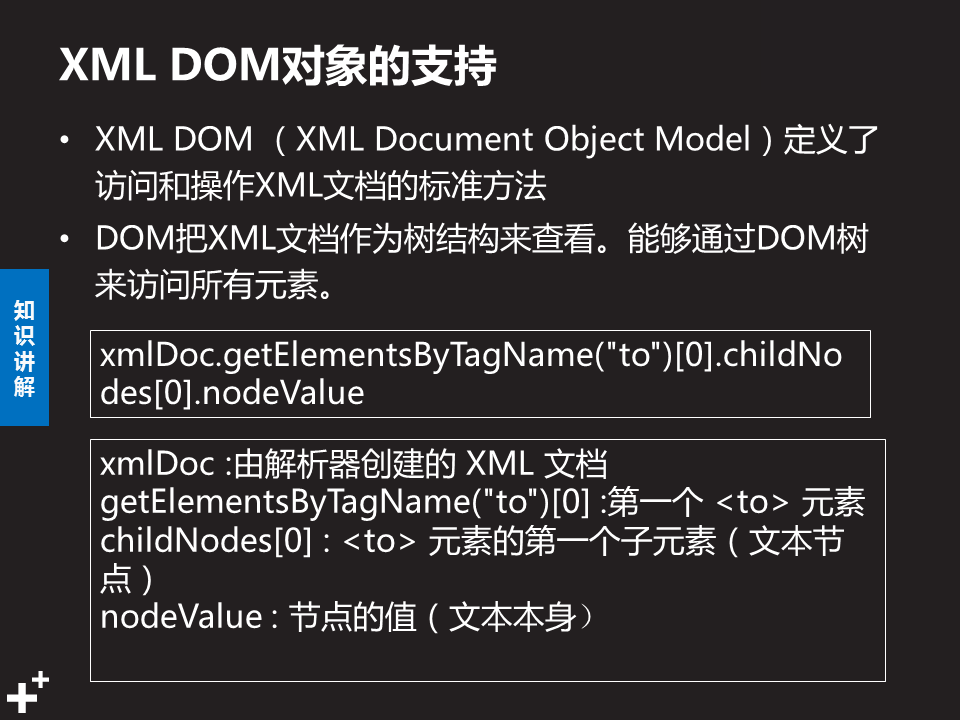 XML DOM对象的支持
• XML DOM （XML Document Object Model）定义了
访问和操作XML文档的标准方法
• DOM把XML文档作为树结构来查看。能够通过DOM树
来访问所有元素。
知
识
讲
解
xmlDoc.getElementsByTagName("to")[0].childNo
des[0].nodeValue
xmlDoc :由解析器创建的 XML 文档
getElementsByTagName("to")[0] :第一个 <to> 元素
childNodes[0] : <to> 元素的第一个子元素（文本节
点）
nodeValue : 节点的值（文本本身）